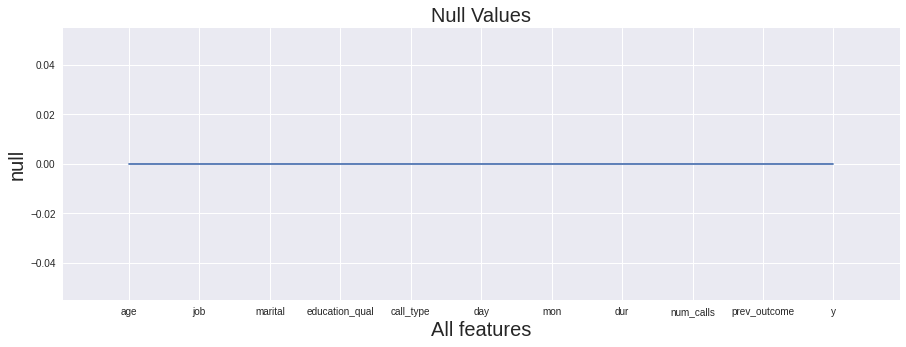 Null Values
null
0.04
0.02
0.00
−0.02
−0.04
age job marital education_qual call_type day mon dur num_calls prev_outcome y
All features